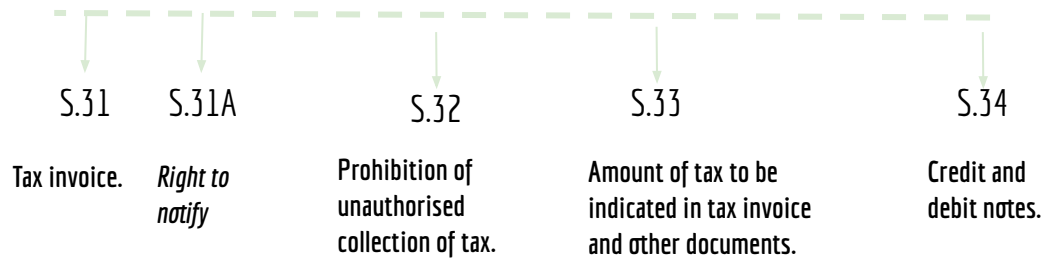 S.31
S.31A
S.32
S.33
S.34
Tax invoice.
Right to
notify
Prohibition of
unauthorised
collection of tax.
Amount of tax to be
indicated in tax invoice
and other documents.
Credit and
debit notes.